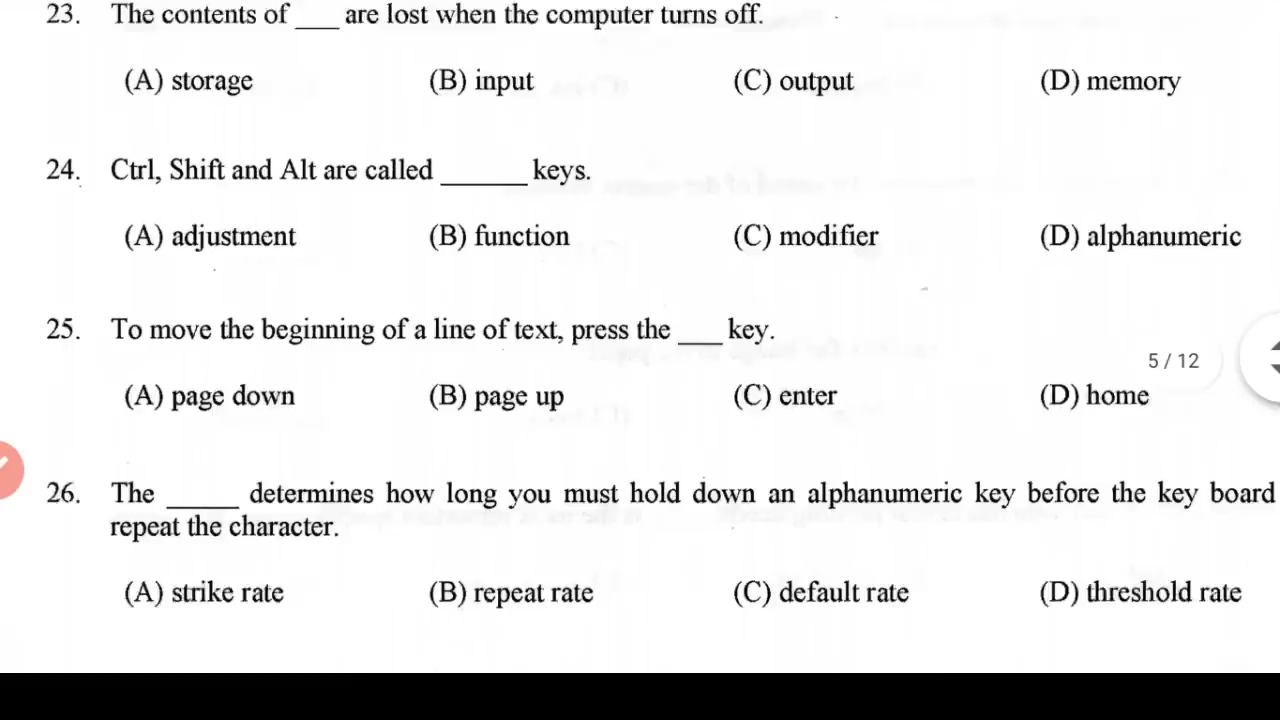 23. The contents of ___ are lost when the computer turns off.
(A) storage (B) input (C) output (D) memory
24. Ctrl, Shift and Alt are called ______ keys.
(A) adjustment (B) function (C) modifier (D) alphanumeric
25. To move the beginning of a line of text, press the ___ key.
5 / 12
(A) page down (B) page up (C) enter (D) home
26. The _____ determines how long you must hold down an alphanumeric key before the key board
repeat the character.
(A) strike rate (B) repeat rate (C) default rate (D) threshold rate